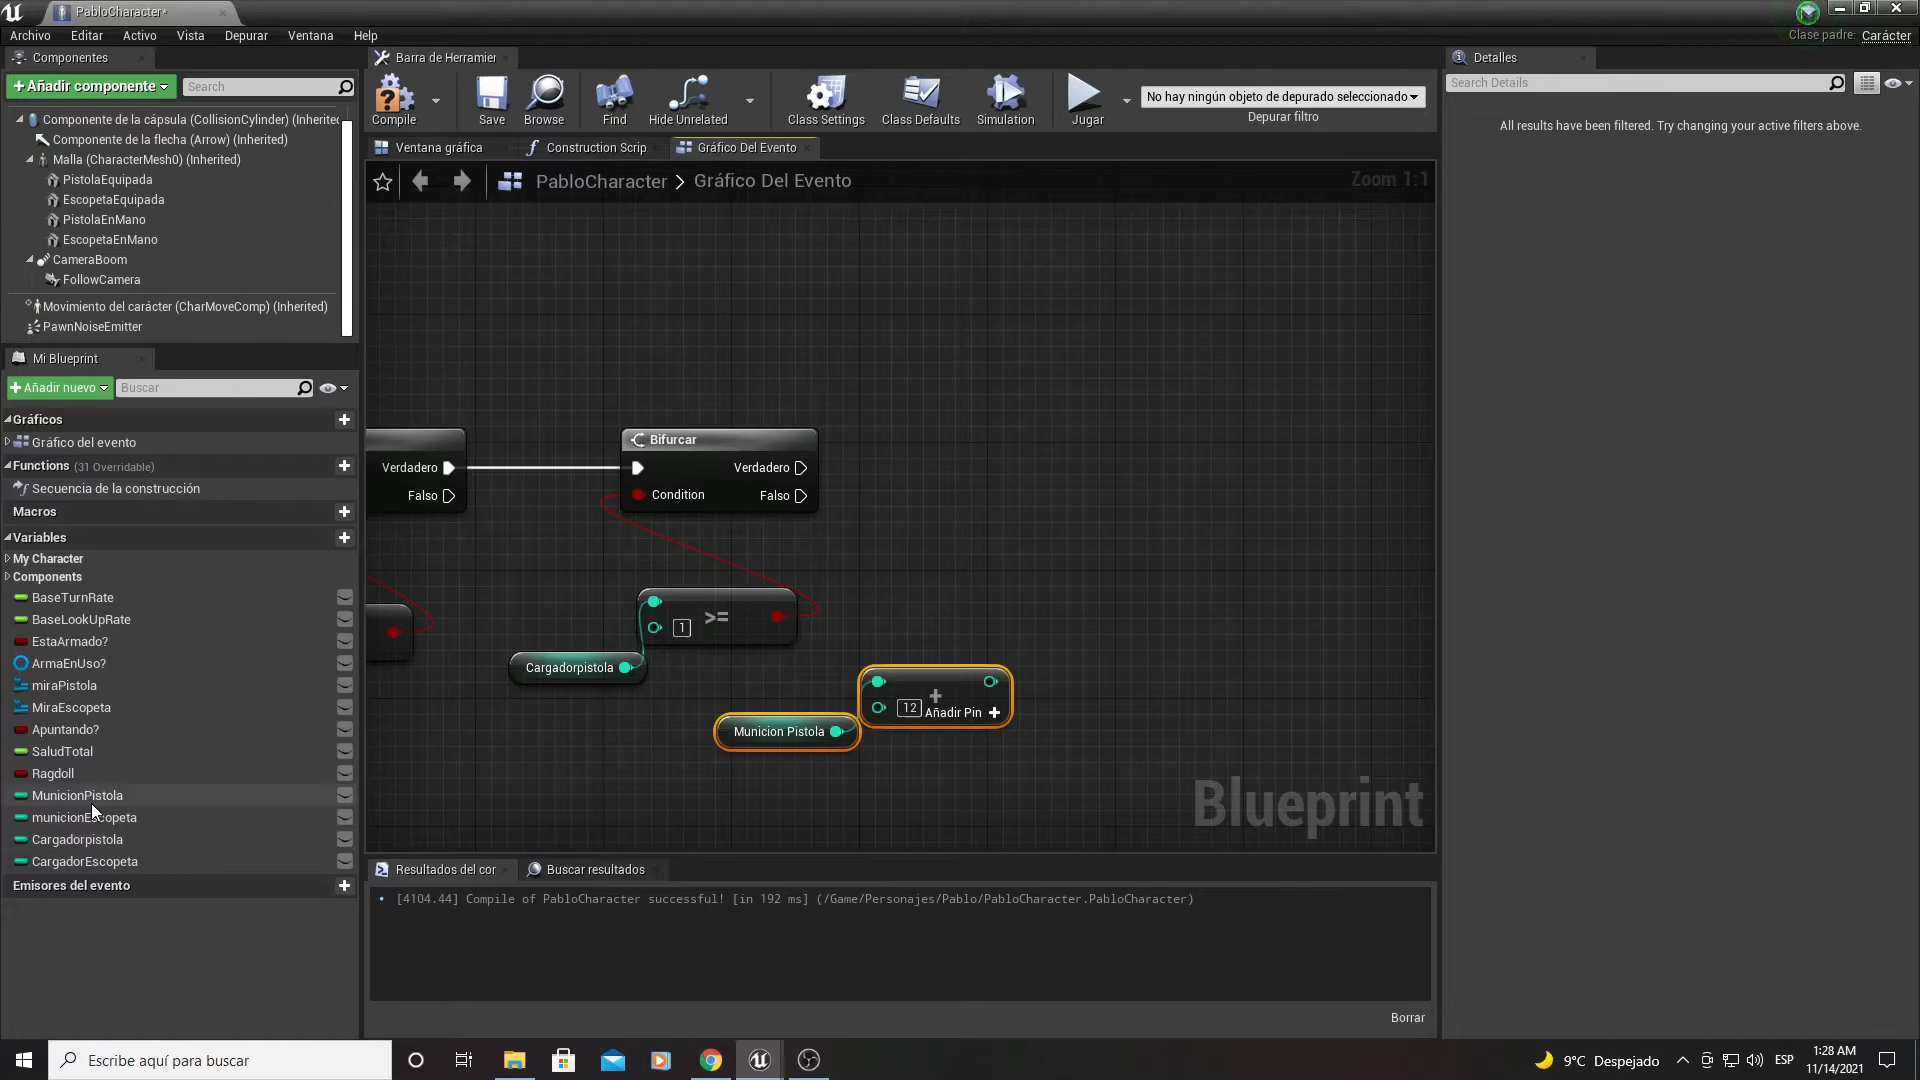 PabloCharacter*
Archivo Editar Activo Vista Depurar Ventana Help
Clase padre: Carácter
Componentes
Añadir componente
Search
Componente de la cápsula (CollisionCylinder) (Inherited
Componente de la flecha (Arrow) (Inherited)
Malla (CharacterMesh0) (Inherited)
PistolaEquipada
EscopetaEquipada
PistolaEnMano
EscopetaEnMano
CameraBoom
FollowCamera
Movimiento del carácter (CharMoveComp) (Inherited)
PawnNoiseEmitter
Mi Blueprint
Añadir nuevo
Buscar
Gráficos
Gráfico del evento
Functions (31 Overridable)
Secuencia de la construcción
Macros
Variables
My Character
Components
BaseTurnRate
BaseLookUpRate
EstaArmado?
ArmaEnUso?
miraPistola
MiraEscopeta
Apuntando?
SaludTotal
Ragdoll
MunicionPistola
municionEscopeta
Cargadorpistola
CargadorEscopeta
Emisores del evento
Barra de Herramier
Compile
Save
Browse
Find
Hide Unrelated
Class Settings
Class Defaults
Simulation
Jugar
No hay ningún objeto de depurado seleccionado
Depurar filtro
Ventana gráfica
Construction Scrip
Gráfico Del Evento
PabloCharacter > Gráfico Del Evento
Zoom 1:1
Verdadero
Falso
Bifurcar
Verdadero
Condition
Falso
1
>=
Cargadorpistola
12
+
Añadir Pin +
Municion Pistola
Blueprint
Resultados del cor
Buscar resultados
[4104.44] Compile of PabloCharacter successful! [in 192 ms] (/Game/Personajes/Pablo/PabloCharacter.PabloCharacter)
Borrar
Detalles
Search Details
All results have been filtered. Try changing your active filters above.
Escribe aquí para buscar
9°C Despejado
ESP
1:28 AM
11/14/2021